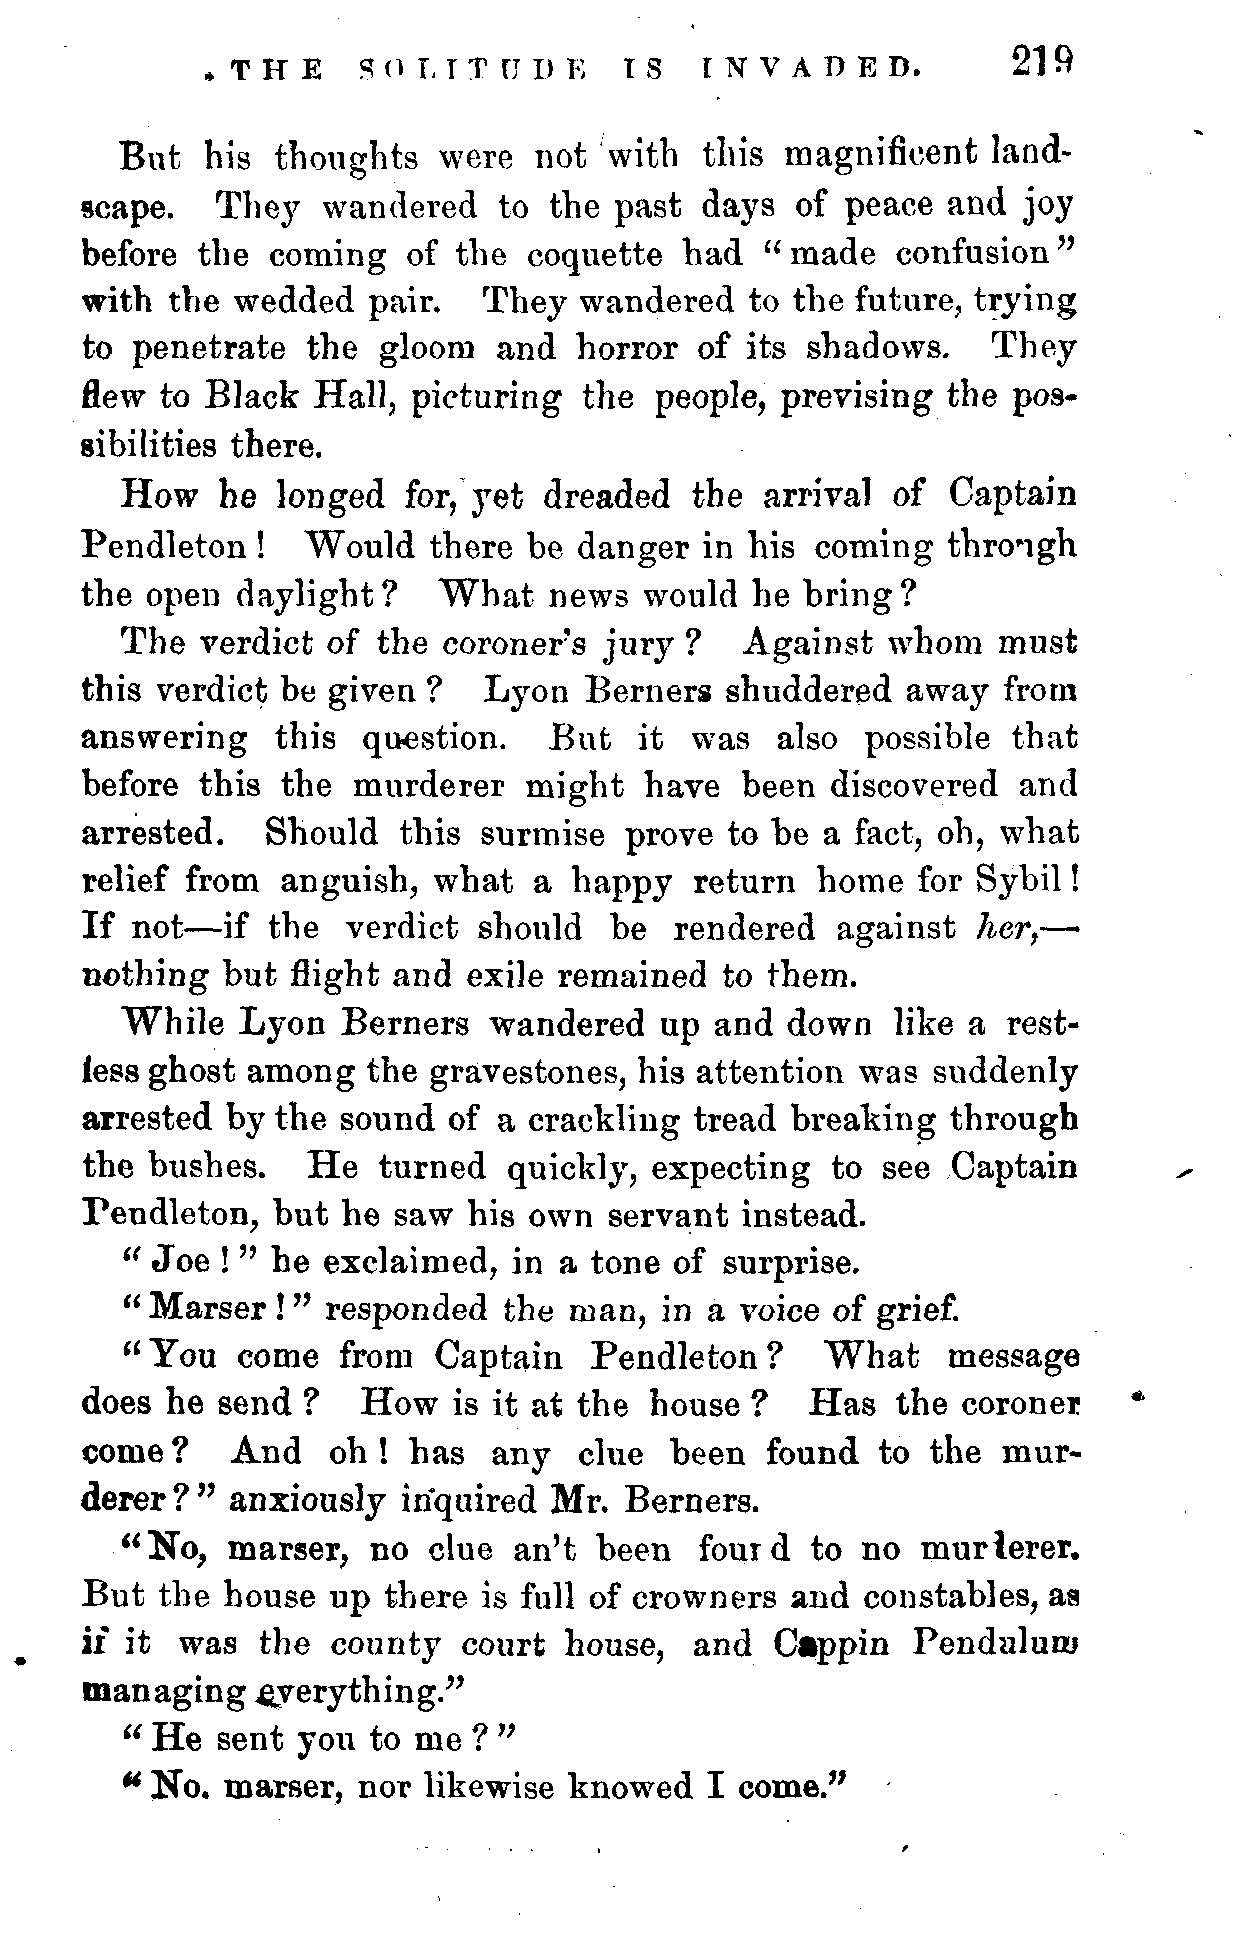 THE SOLITUDE IS INVADED. 219
But his thoughts were not with this magnificent land-
scape. They wandered to the past days of peace and joy
before the coming of the coquette had "made confusion"
with the wedded pair. They wandered to the future, trying
to penetrate the gloom and horror of its shadows. They
flew to Black Hall, picturing the people, prevising the pos-
sibilities there.
How he longed for, yet dreaded the arrival of Captain
Pendleton! Would there be danger in his coming through
the open daylight? What news would he bring?
The verdict of the coroner's jury? Against whom must
this verdict be given? Lyon Berners shuddered away from
answering this question. But it was also possible that
before this the murderer might have been discovered and
arrested. Should this surmise prove to be a fact, oh, what
relief from anguish, what a happy return home for Sybil!
If not—if the verdict should be rendered against her,—
nothing but flight and exile remained to them.
While Lyon Berners wandered up and down like a rest-
less ghost among the gravestones, his attention was suddenly
arrested by the sound of a crackling tread breaking through
the bushes. He turned quickly, expecting to see Captain
Pendleton, but he saw his own servant instead.
"Joe!" he exclaimed, in a tone of surprise.
"Marser!" responded the man, in a voice of grief.
"You come from Captain Pendleton? What message
does he send? How is it at the house? Has the coroner
come? And oh! has any clue been found to the mur-
derer?" anxiously inquired Mr. Berners.
"No, marser, no clue an't been found to no murderer.
But the house up there is full of crowners and constables, as
if it was the county court house, and Cappin Pendulum
managing everything."
"He sent you to me?"
"No. marser, nor likewise knowed I come."